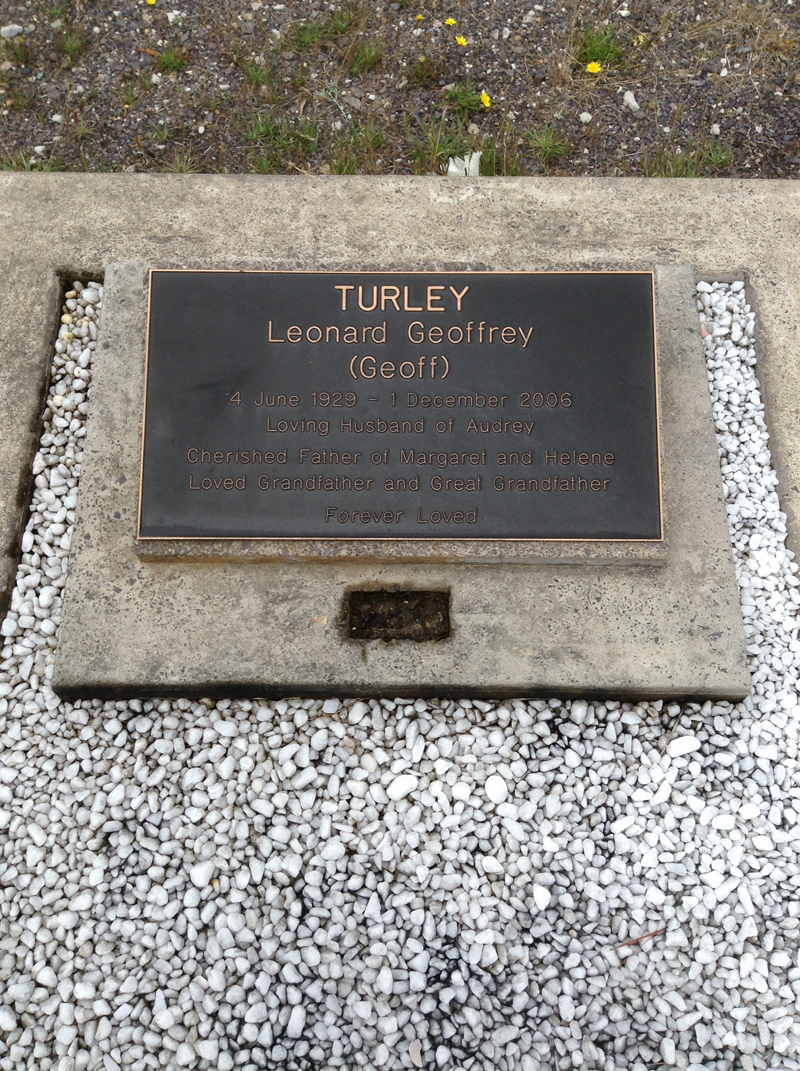 TURLEY
Leonard Geoffrey
(Geoff)
4 June 1929 - 1 December 2006
Loving Husband of Audrey
Cherished Father of Margaret and Helene
Loved Grandfather and Great Grandfather
Forever Loved